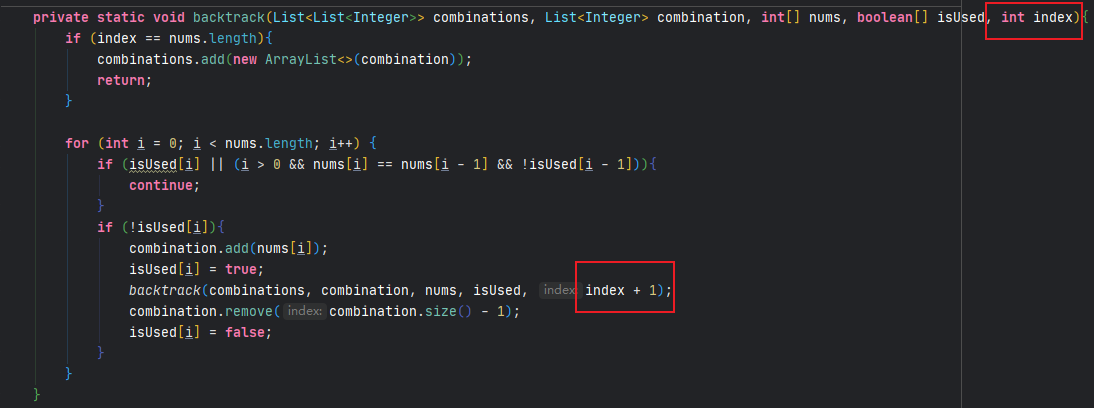 private static void backtrack(List<List<Integer>> combinations, List<Integer> combination, int[] nums, boolean[] isUsed, int index){
if (index == nums.length){
combinations.add(new ArrayList<>(combination));
return;
}
for (int i = 0; i < nums.length; i++) {
if (isUsed[i] || (i > 0 && nums[i] == nums[i - 1] && !isUsed[i - 1])){
continue;
}
if (!isUsed[i]){
combination.add(nums[i]);
isUsed[i] = true;
backtrack(combinations, combination, nums, isUsed, index: index + 1);
combination.remove( index: combination.size() - 1);
isUsed[i] = false;
}
}
}